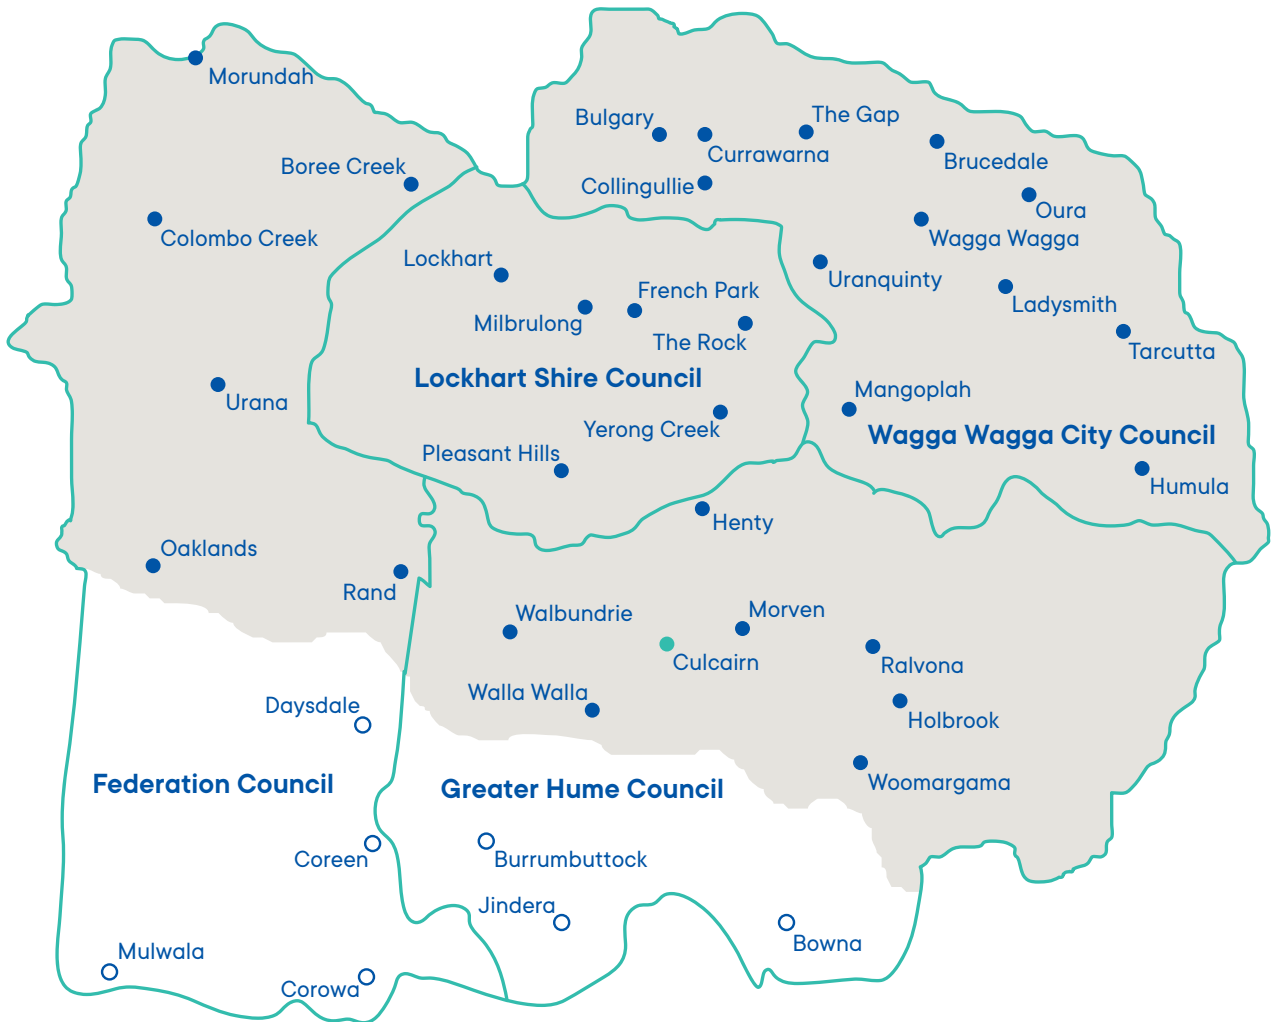 Morundah
Bulgary
The Gap
Currawarna
Brucedale
Boree Creek
Collingullie
Oura
Colombo Creek
Wagga Wagga
Lockhart
Uranquinty
French Park
Ladysmith
Milbrulong
The Rock
Tarcutta
Lockhart Shire Council
Mangoplah
Urana
Yerong Creek
Wagga Wagga City Council
Pleasant Hills
Humula
Henty
Oaklands
Rand
Walbundrie
Morven
Culcairn
Ralvona
Walla Walla
Daysdale
Holbrook
Federation Council
Greater Hume Council
Woomargama
Coreen
Burrumbuttock
Jindera
Bowna
Mulwala
Corowa